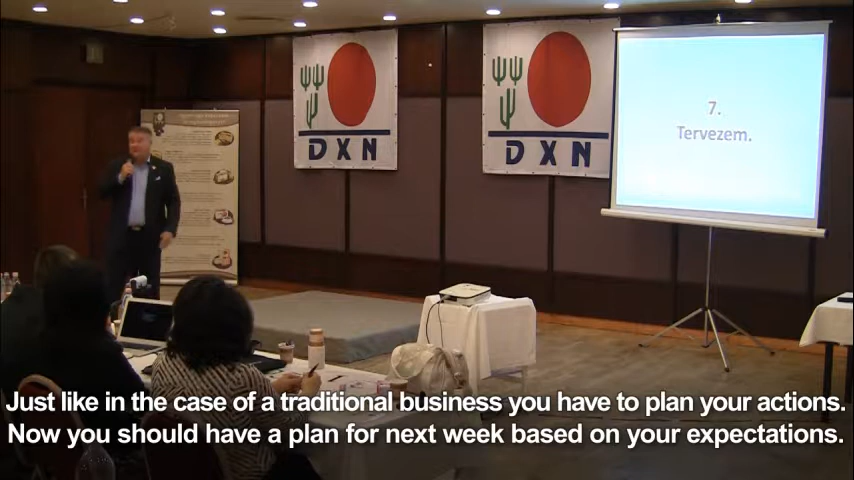 DXN
DXN
7.
Tervezem.
Just like in the case of a traditional business you have to plan your actions.
Now you should have a plan for next week based on your expectations.